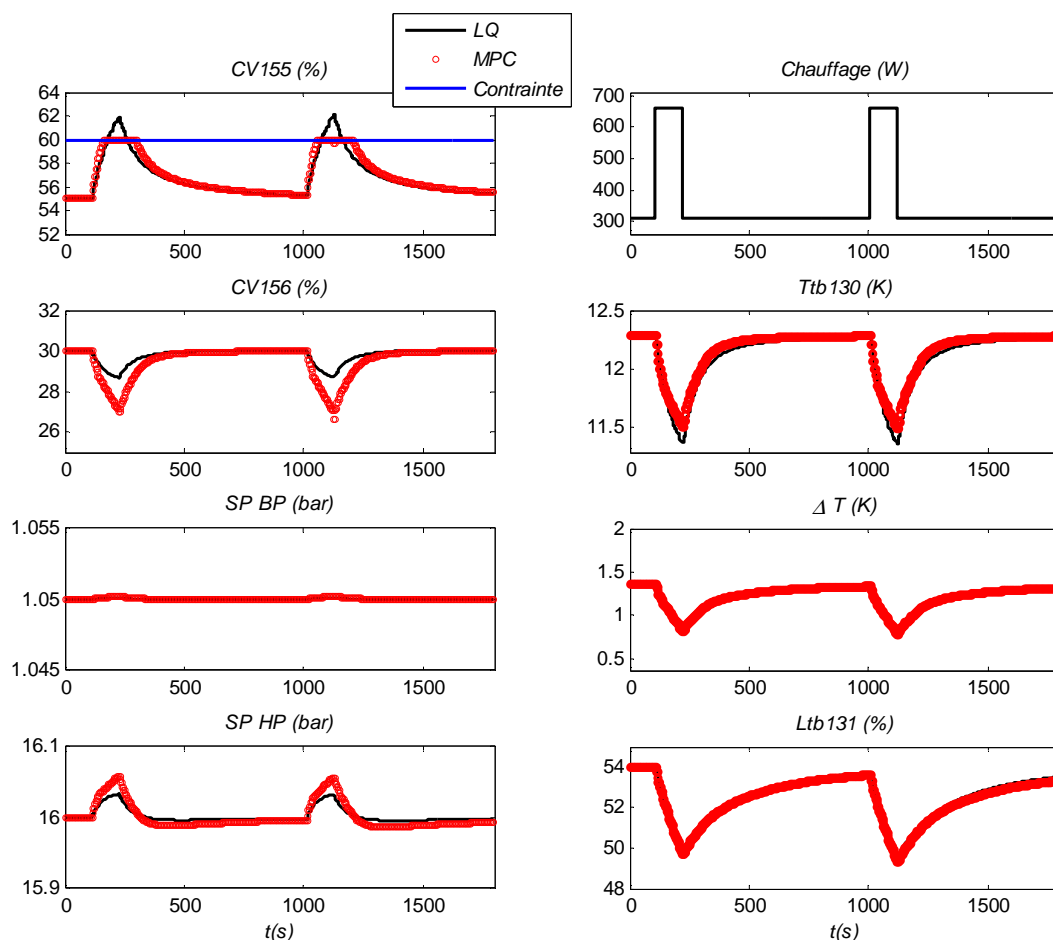 LQ
MPC
Contrainte
CV155 (%)
64
62
60
58
56
54
52
0 500 1000 1500
Chauffage (W)
700
600
500
400
300
0 500 1000 1500
CV156 (%)
32
30
28
26
0 500 1000 1500
Ttb130 (K)
12.5
12
11.5
0 500 1000 1500
SP BP (bar)
1.055
1.05
1.045
0 500 1000 1500
Δ T (K)
2
1.5
1
0.5
0 500 1000 1500
SP HP (bar)
16.1
16
15.9
0 500 1000 1500
t(s)
Ltb131 (%)
54
52
50
48
0 500 1000 1500
t(s)